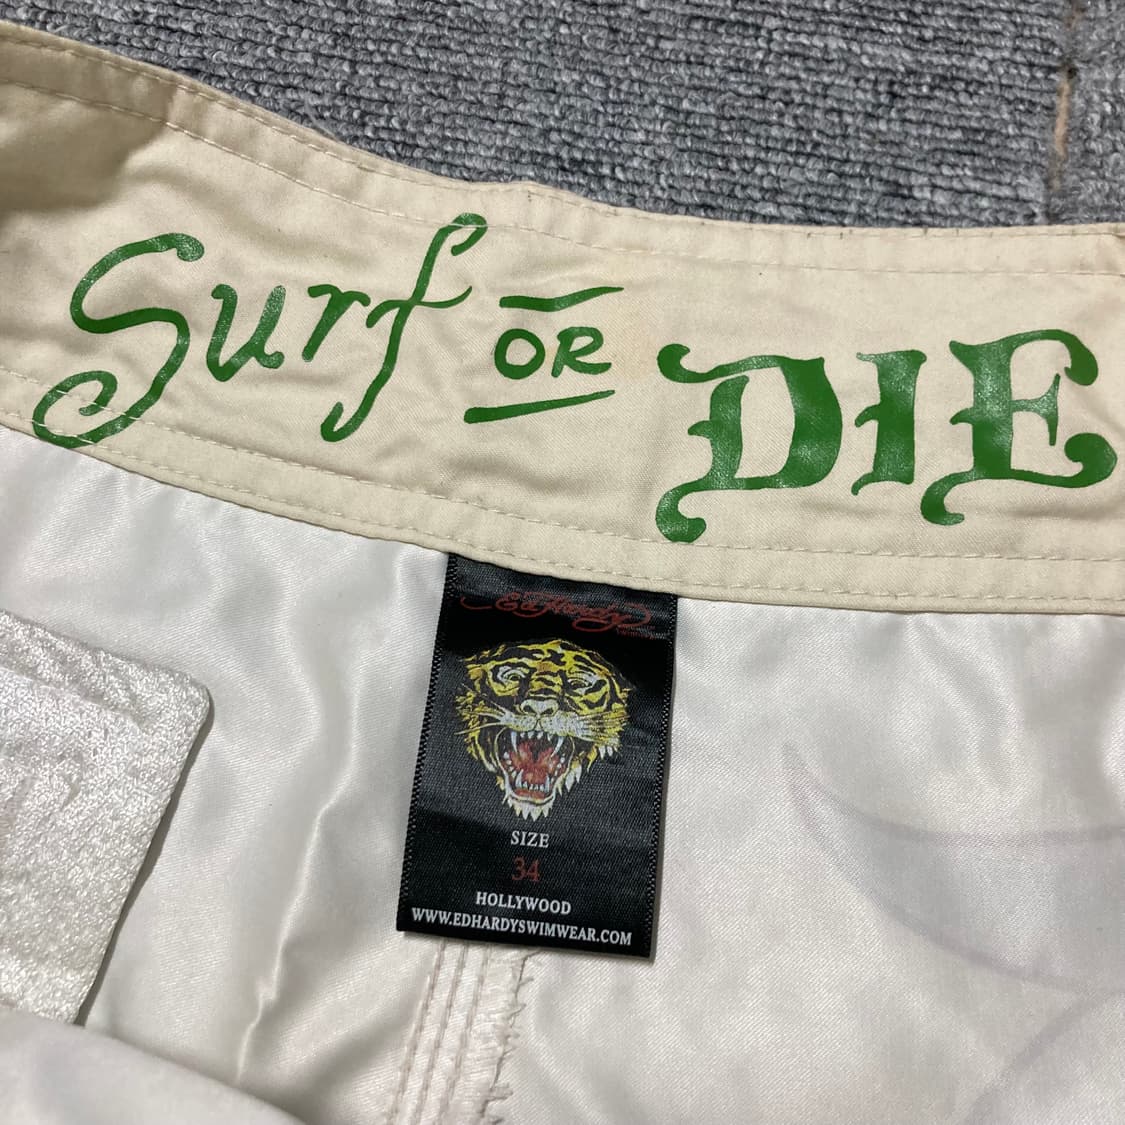 Surf OR DIE
Ed Hardy
SIZE
34
HOLLYWOOD
WWW.EDHARDYSWIMWEAR.COM